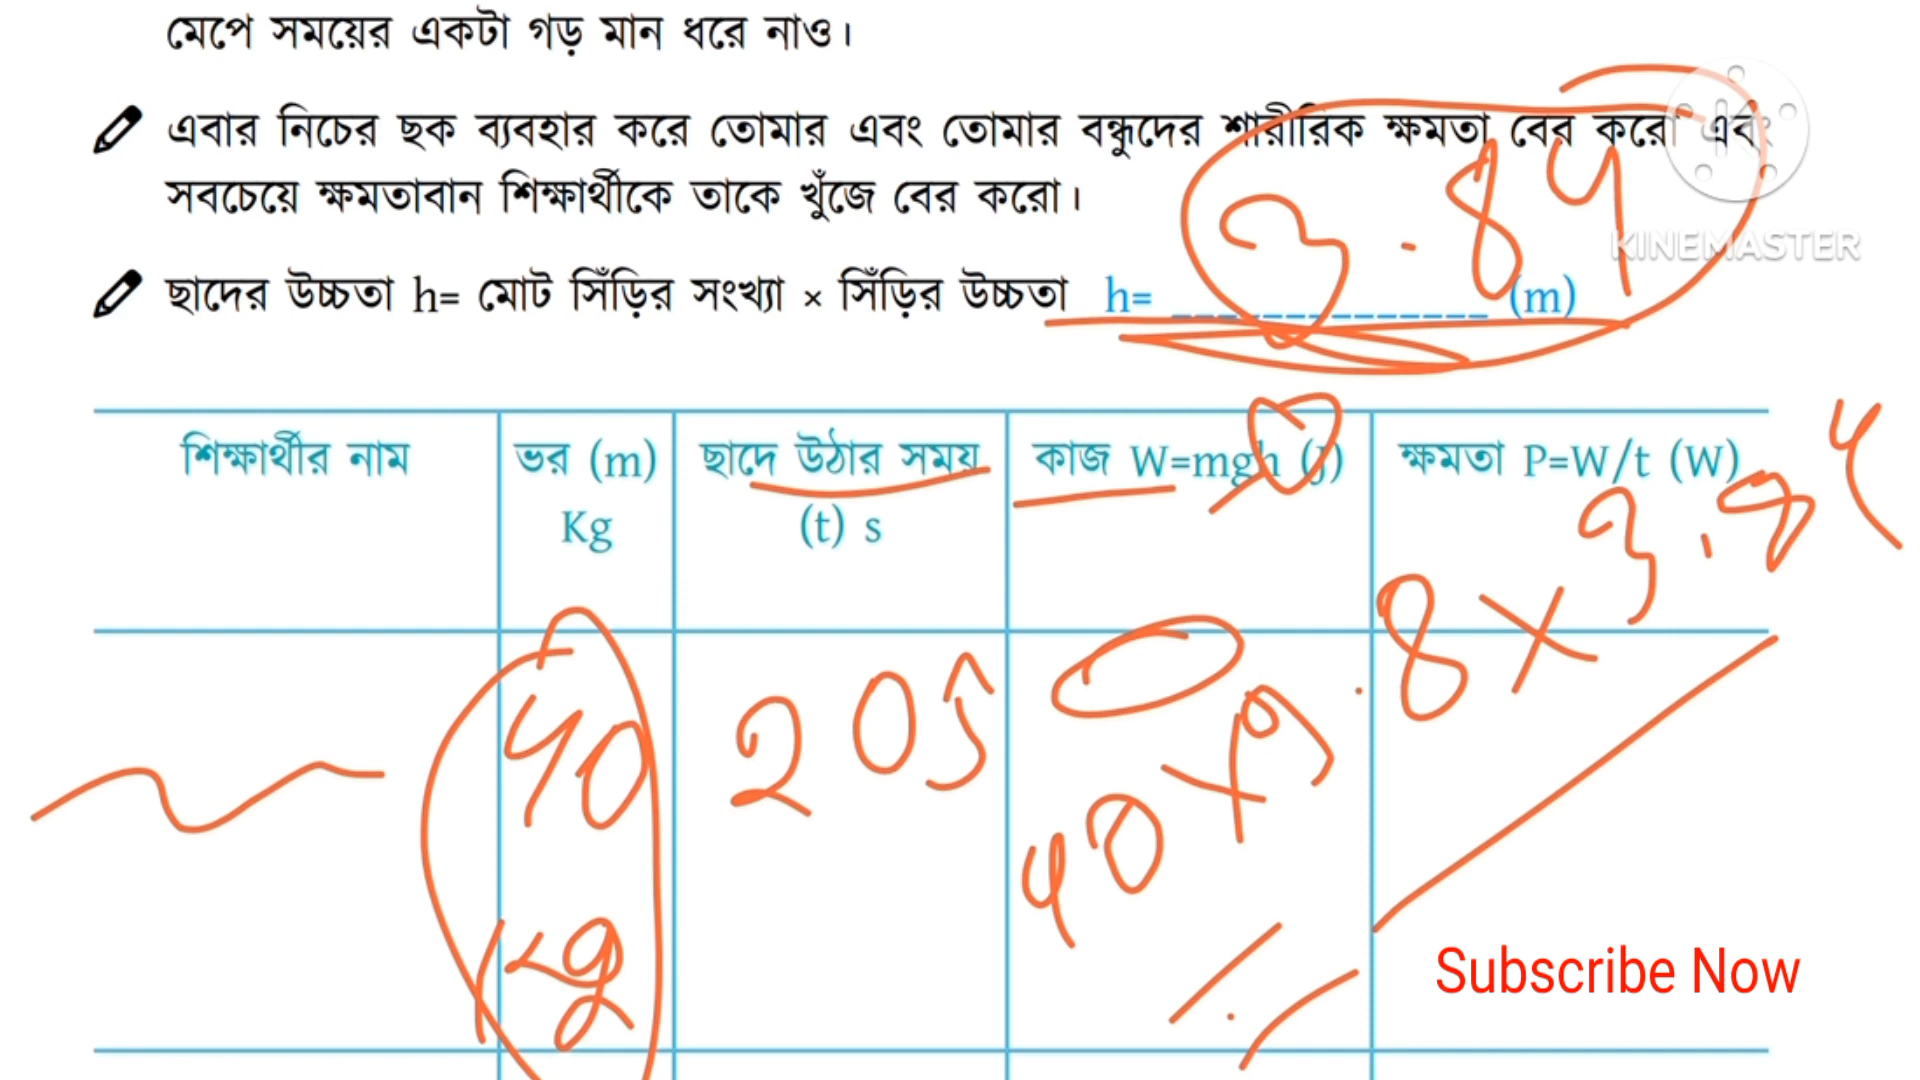 মেপে সময়ের একটা গড় মান ধরে নাও।
এবার নিচের ছক ব্যবহার করে তোমার এবং তোমার বন্ধুদের শারীরিক ক্ষমতা বের করো এবং
সবচেয়ে ক্ষমতাবান শিক্ষার্থীকে তাকে খুঁজে বের করো।
3.84
KINEMASTER
ছাদের উচ্চতা h= মোট সিঁড়ির সংখ্যা × সিঁড়ির উচ্চতা h= ______________ (m)
শিক্ষার্থীর নাম
ভর (m)
Kg
ছাদে উঠার সময়
(t) s
কাজ W=mgh (J)
ক্ষমতা P=W/t (W)
40
kg
20s
40×9.8×3.84
Subscribe Now